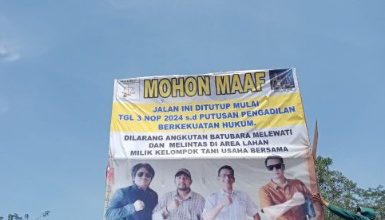 MOHON MAAF
JALAN INI DITUTUP MULAI
TGL 3 NOP 2024 s.d PUTUSAN PENGADILAN
BERKEKUATAN HUKUM.
DILARANG ANGKUTAN BATUBARA MELEWATI
DAN MELINTAS DI AREA LAHAN
MILIK KELOMPOK TANI USAHA BERSAMA